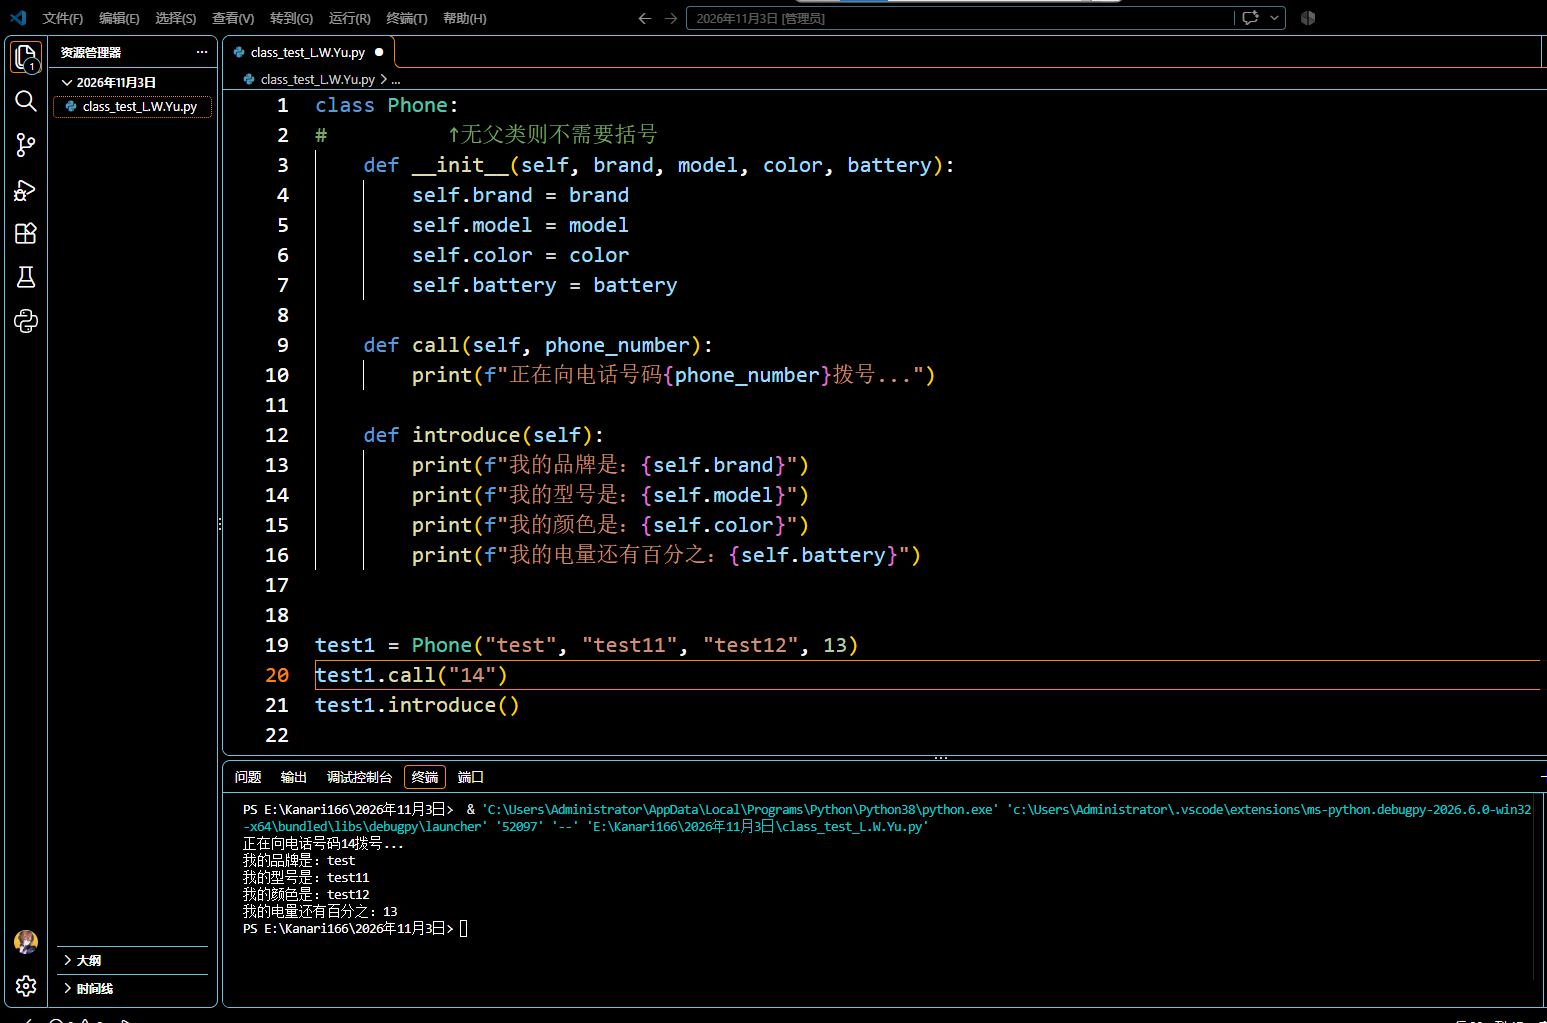 文件(F) 编辑(E) 选择(S) 查看(V) 转到(G) 运行(R) 终端(T) 帮助(H)
2026年11月3日 [管理员]
资源管理器 ...
1
2026年11月3日
class_test_L.W.Yu.py
class_test_L.W.Yu.py
class_test_L.W.Yu.py > ...
1 class Phone:
2 #          ↑无父类则不需要括号
3     def __init__(self, brand, model, color, battery):
4         self.brand = brand
5         self.model = model
6         self.color = color
7         self.battery = battery
8
9     def call(self, phone_number):
10         print(f"正在向电话号码{phone_number}拨号...")
11
12     def introduce(self):
13         print(f"我的品牌是：{self.brand}")
14         print(f"我的型号是：{self.model}")
15         print(f"我的颜色是：{self.color}")
16         print(f"我的电量还有百分之：{self.battery}")
17
18
19 test1 = Phone("test", "test11", "test12", 13)
20 test1.call("14")
21 test1.introduce()
22
问题 输出 调试控制台 终端 端口
PS E:\Kanari166\2026年11月3日>  & 'C:\Users\Administrator\AppData\Local\Programs\Python\Python38\python.exe' 'c:\Users\Administrator\.vscode\extensions\ms-python.debugpy-2026.6.0-win32
-x64\bundled\libs\debugpy\launcher' '52097' '--' 'E:\Kanari166\2026年11月3日\class_test_L.W.Yu.py'
正在向电话号码14拨号...
我的品牌是：test
我的型号是：test11
我的颜色是：test12
我的电量还有百分之：13
PS E:\Kanari166\2026年11月3日>
大纲
时间线